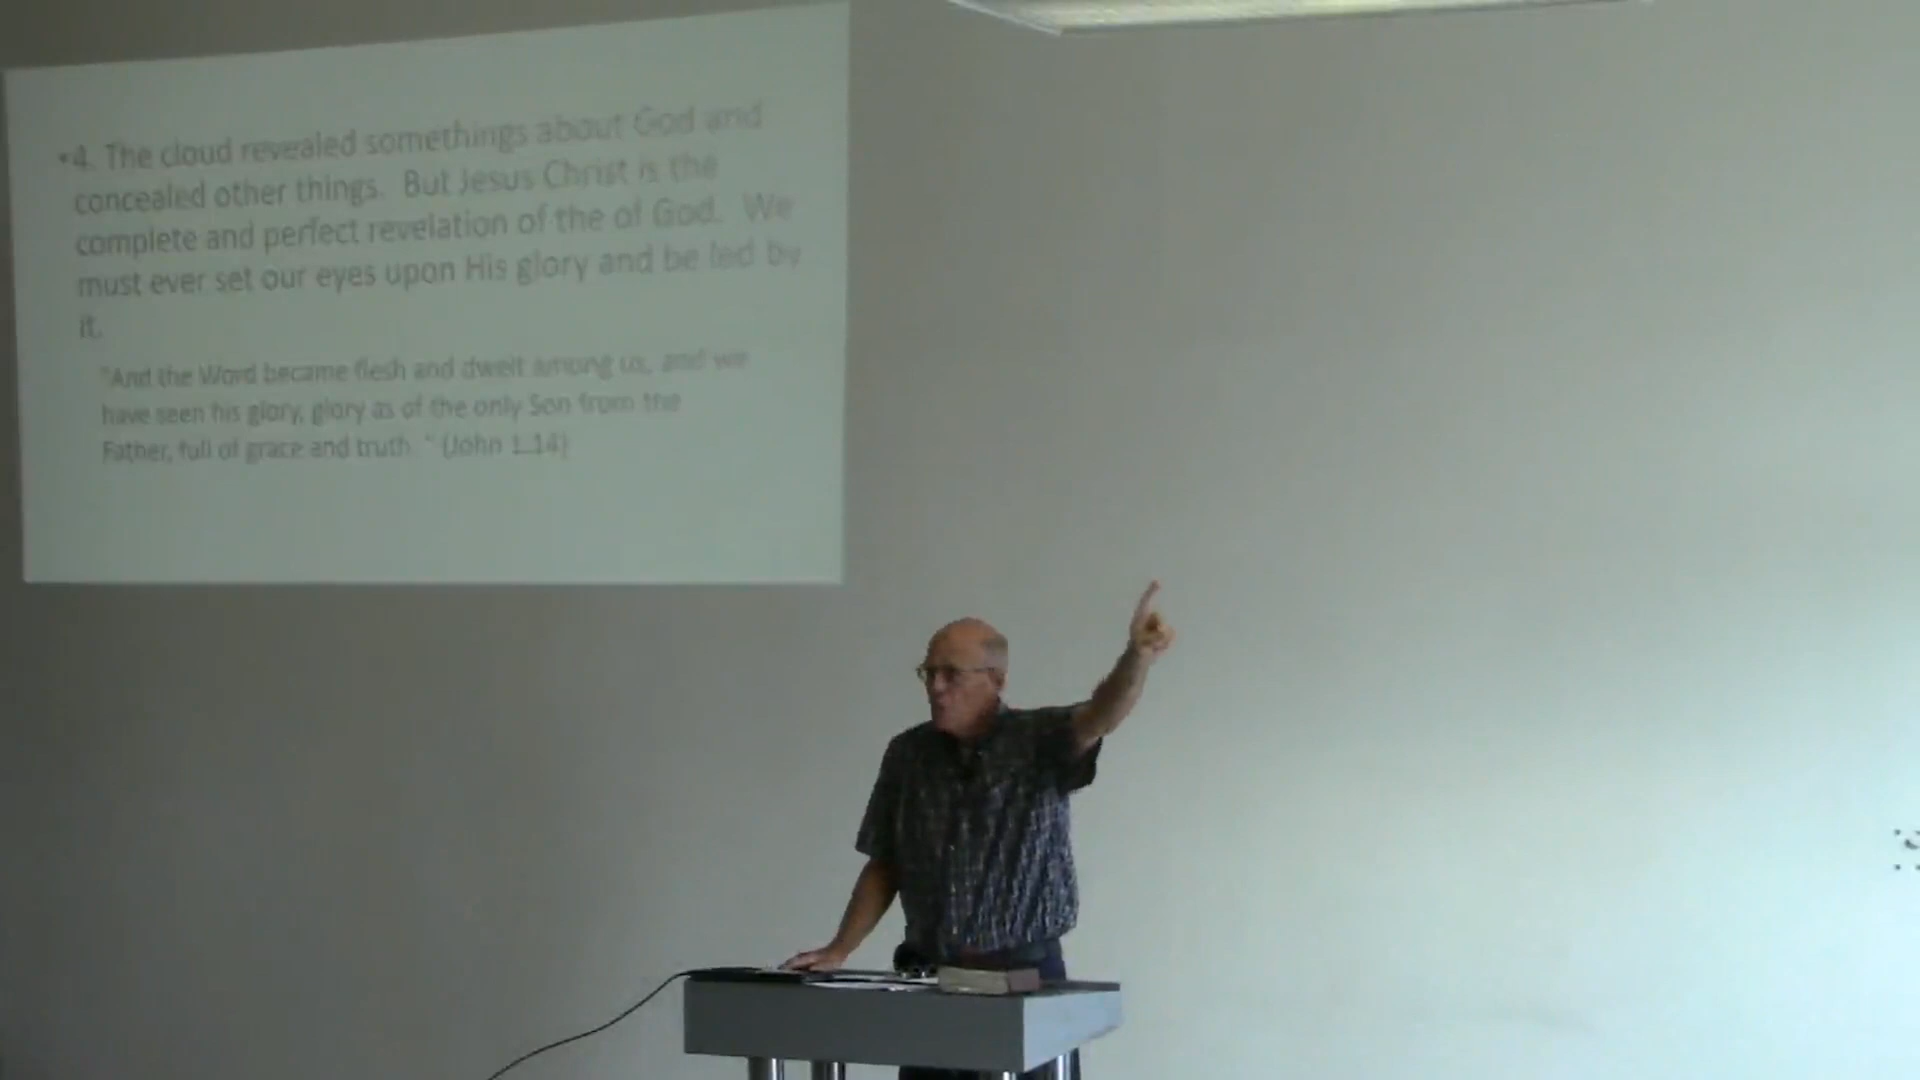 •4. The cloud revealed somethings about God and
concealed other things. But Jesus Christ is the
complete and perfect revelation of the of God. We
must ever set our eyes upon His glory and be led by
it.
"And the Word became flesh and dwelt among us, and we
have seen his glory, glory as of the only Son from the
Father, full of grace and truth. " (John 1.14)